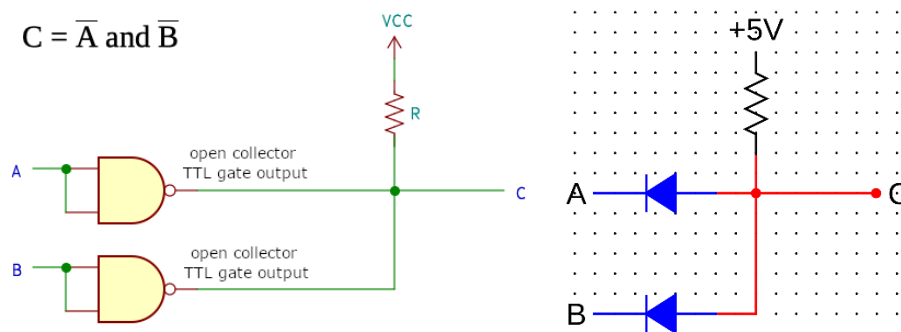 C = A̅ and B̅
VCC
R
open collector
TTL gate output
A
C
open collector
TTL gate output
B
+5V
A
B